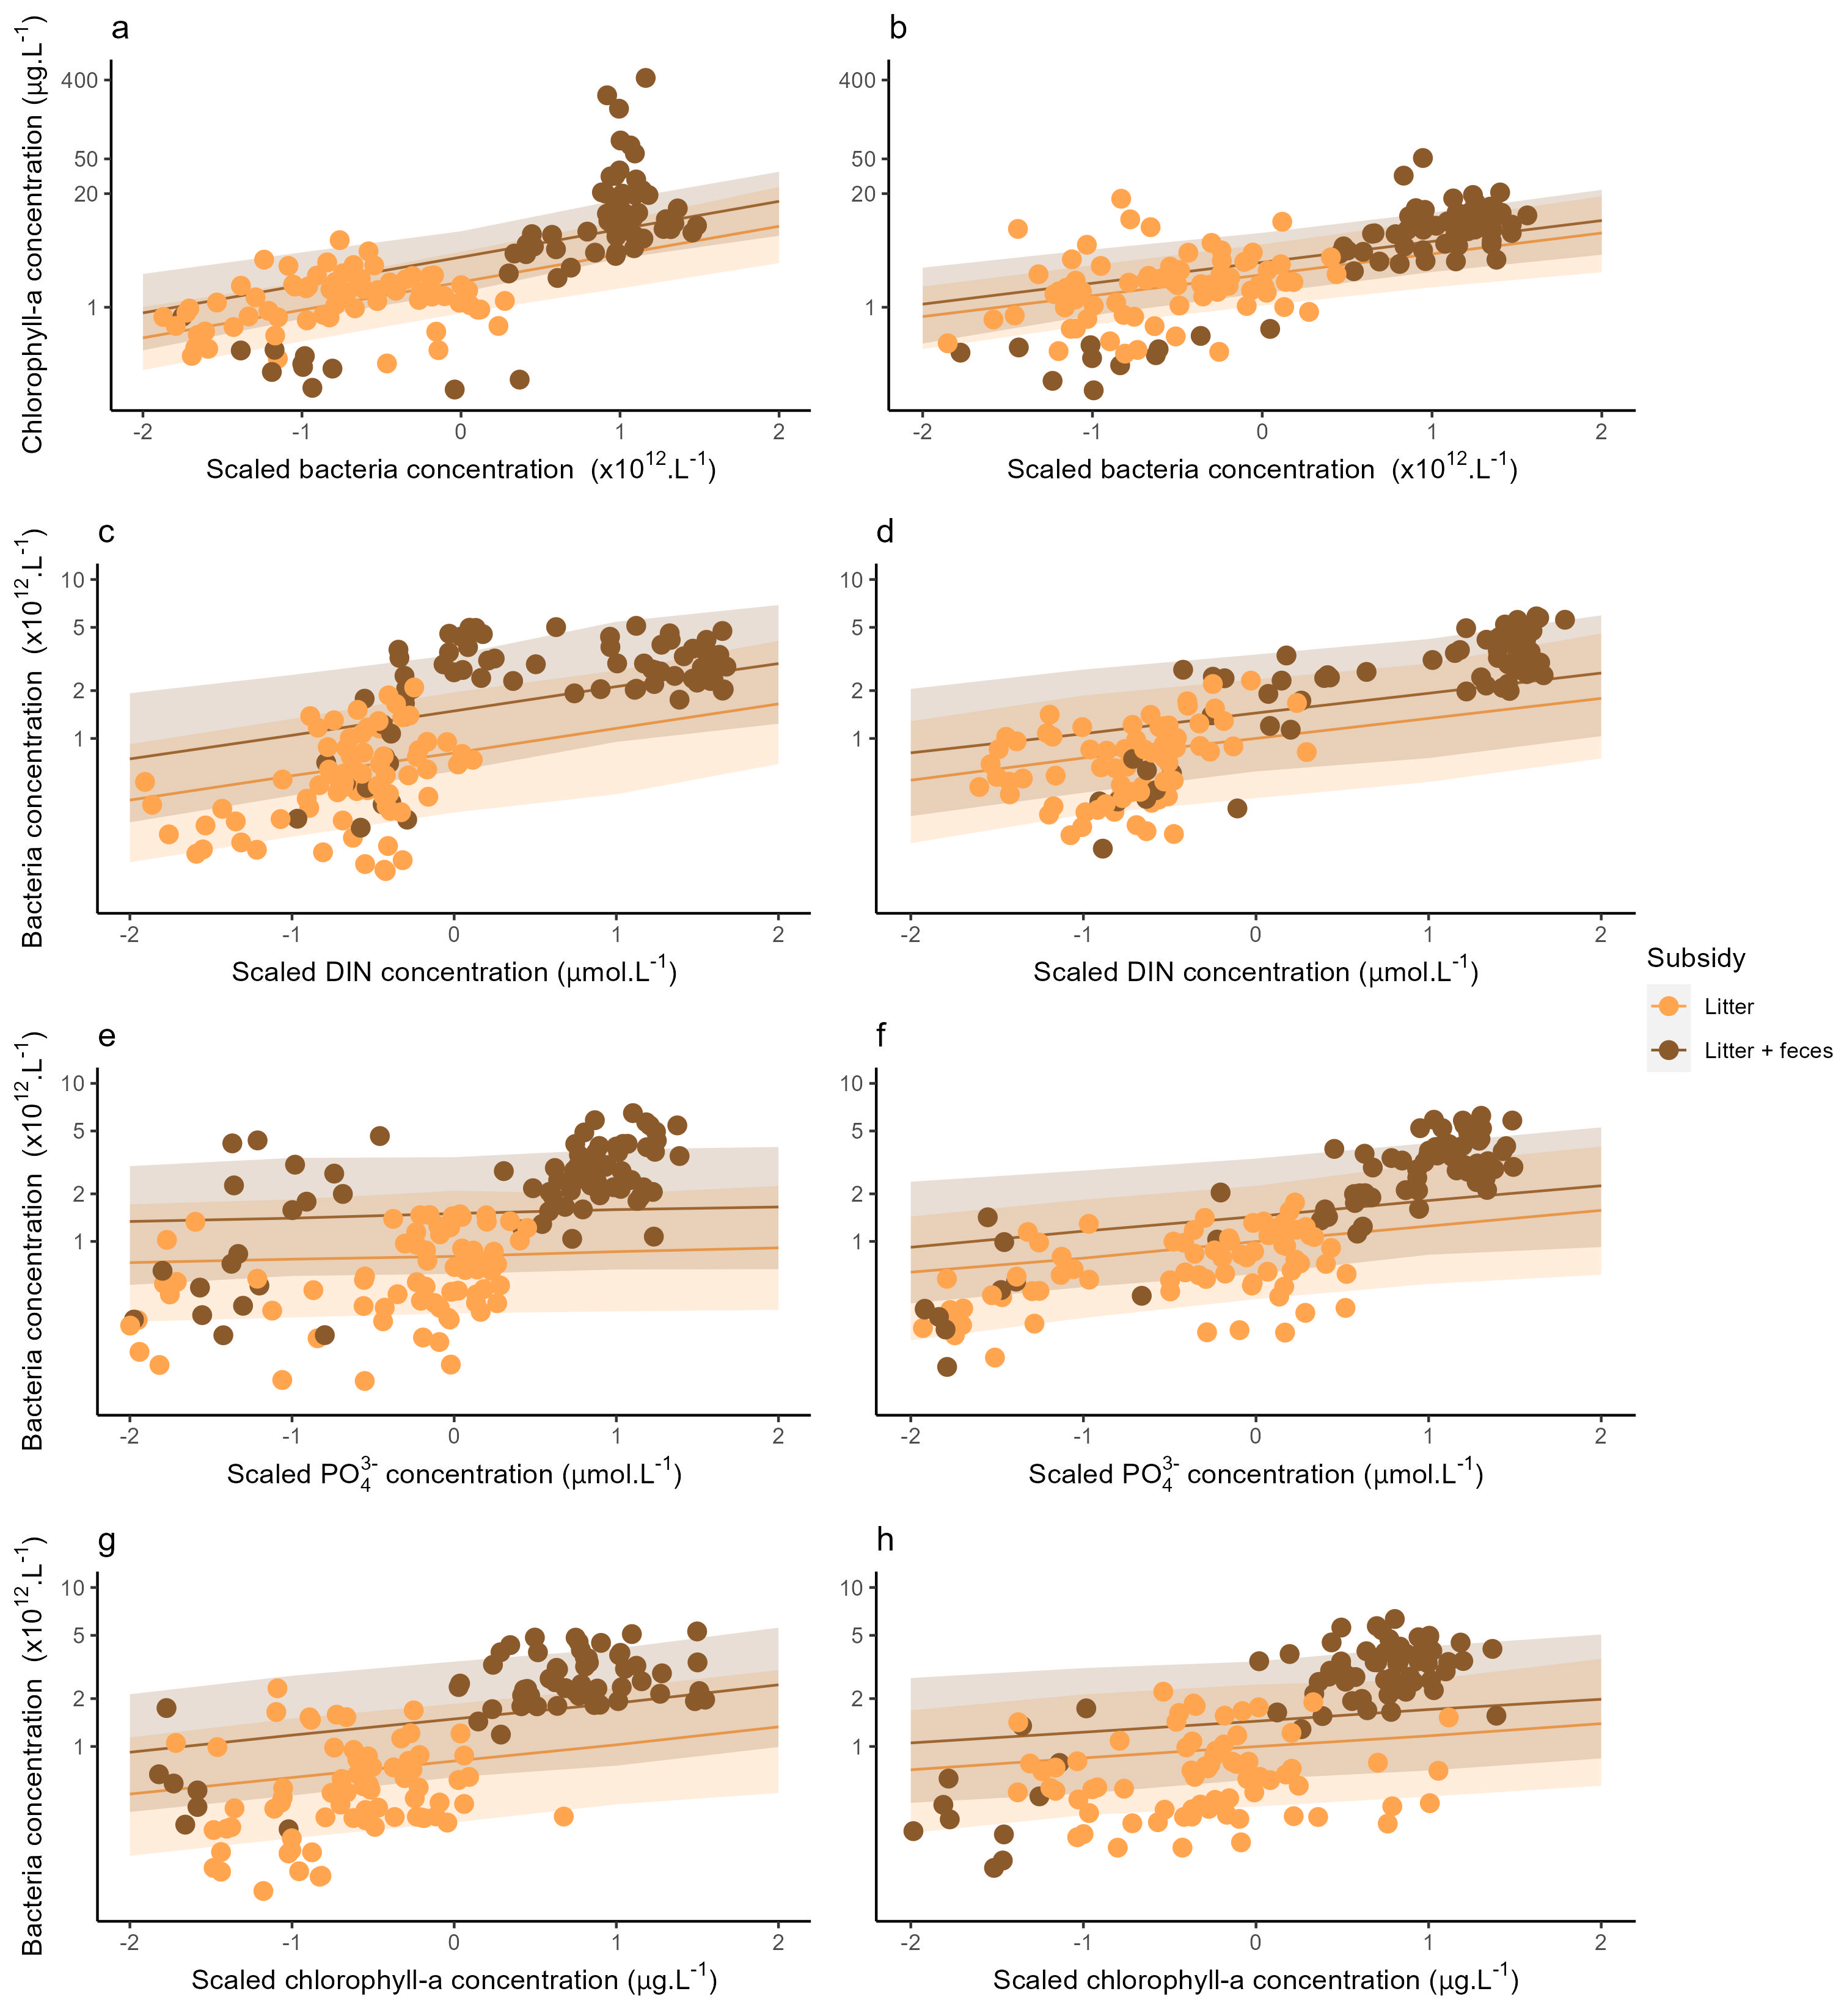 a
b
Chlorophyll-a concentration (µg.L⁻¹)
400
50
20
1
-2 -1 0 1 2
Scaled bacteria concentration (x10¹².L⁻¹)
400
50
20
1
-2 -1 0 1 2
Scaled bacteria concentration (x10¹².L⁻¹)
c
d
Bacteria concentration (x10¹².L⁻¹)
10
5
2
1
-2 -1 0 1 2
Scaled DIN concentration (µmol.L⁻¹)
10
5
2
1
-2 -1 0 1 2
Scaled DIN concentration (µmol.L⁻¹)
Subsidy
Litter
Litter + feces
e
f
Bacteria concentration (x10¹².L⁻¹)
10
5
2
1
-2 -1 0 1 2
Scaled PO₄³⁻ concentration (µmol.L⁻¹)
10
5
2
1
-2 -1 0 1 2
Scaled PO₄³⁻ concentration (µmol.L⁻¹)
g
h
Bacteria concentration (x10¹².L⁻¹)
10
5
2
1
-2 -1 0 1 2
Scaled chlorophyll-a concentration (µg.L⁻¹)
10
5
2
1
-2 -1 0 1 2
Scaled chlorophyll-a concentration (µg.L⁻¹)